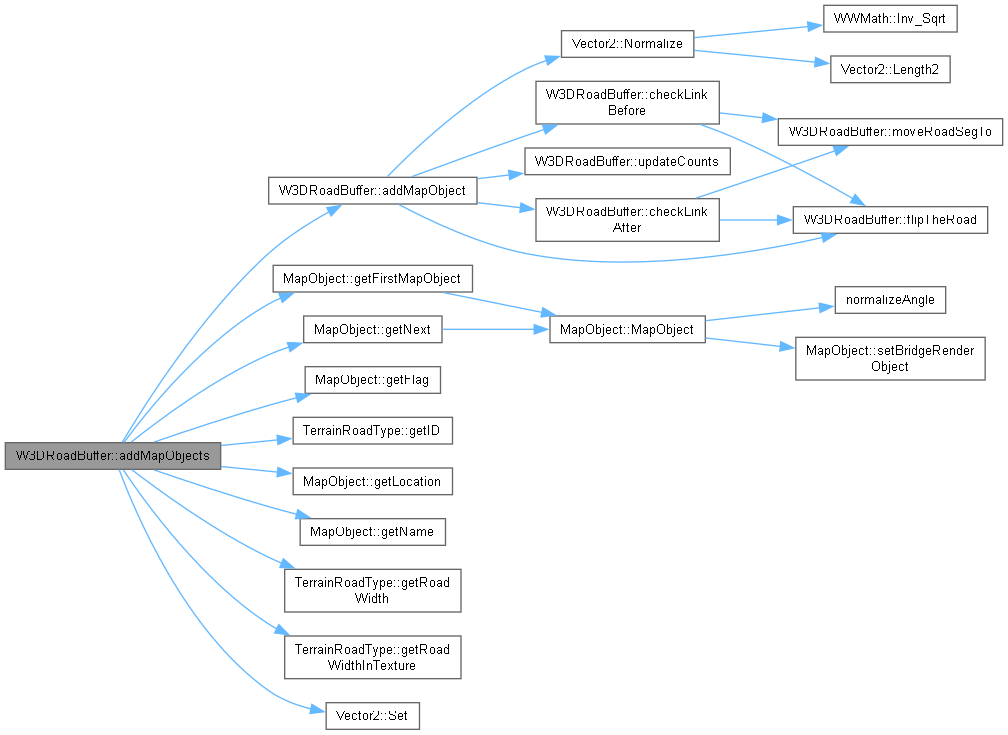 WWMath::Inv_Sqrt
Vector2::Normalize
Vector2::Length2
W3DRoadBuffer::checkLink
Before
W3DRoadBuffer::moveRoadSegTo
W3DRoadBuffer::updateCounts
W3DRoadBuffer::addMapObject
W3DRoadBuffer::checkLink
After
W3DRoadBuffer::flipTheRoad
MapObject::getFirstMapObject
normalizeAngle
MapObject::getNext
MapObject::MapObject
MapObject::setBridgeRender
Object
MapObject::getFlag
TerrainRoadType::getID
W3DRoadBuffer::addMapObjects
MapObject::getLocation
MapObject::getName
TerrainRoadType::getRoad
Width
TerrainRoadType::getRoad
WidthInTexture
Vector2::Set